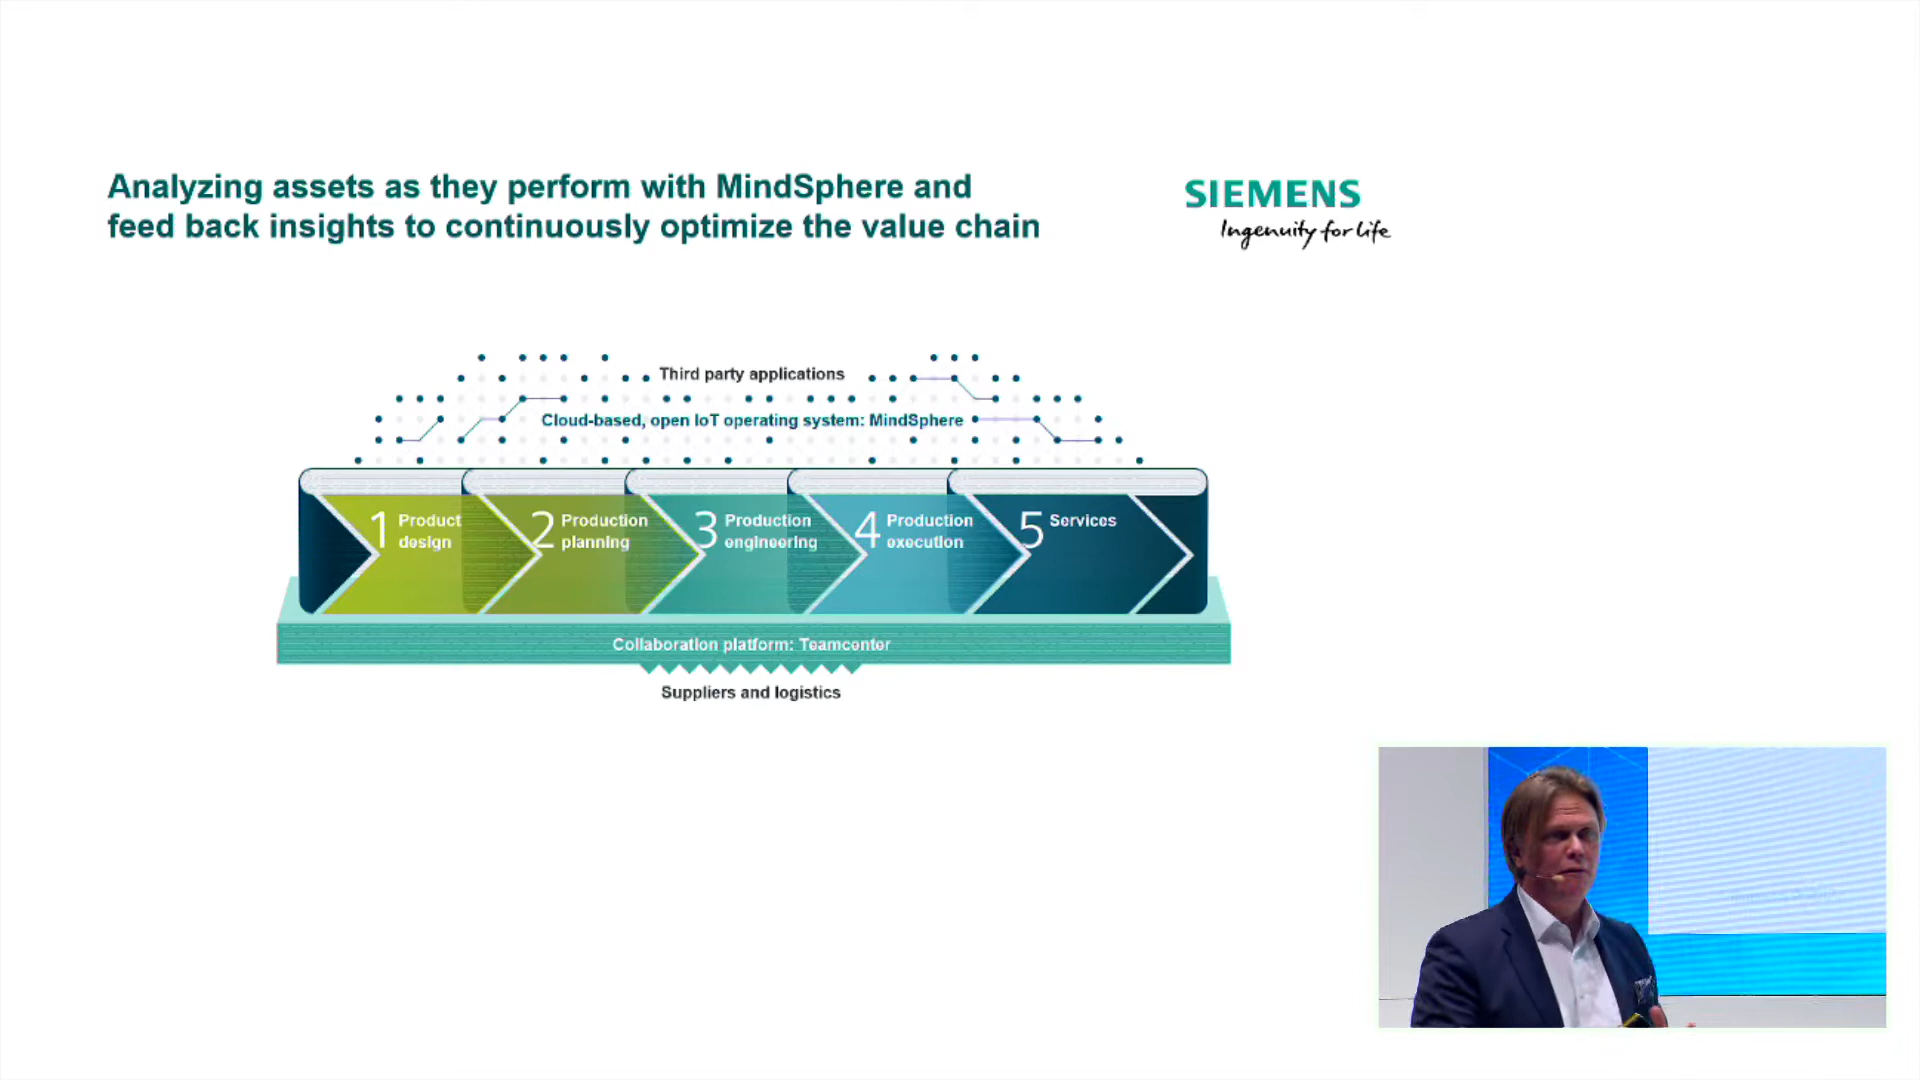 Analyzing assets as they perform with MindSphere and
feed back insights to continuously optimize the value chain
SIEMENS
Ingenuity for life
Third party applications
Cloud-based, open IoT operating system: MindSphere
1 Product
design
2 Production
planning
3 Production
engineering
4 Production
execution
5 Services
Collaboration platform: Teamcenter
Suppliers and logistics